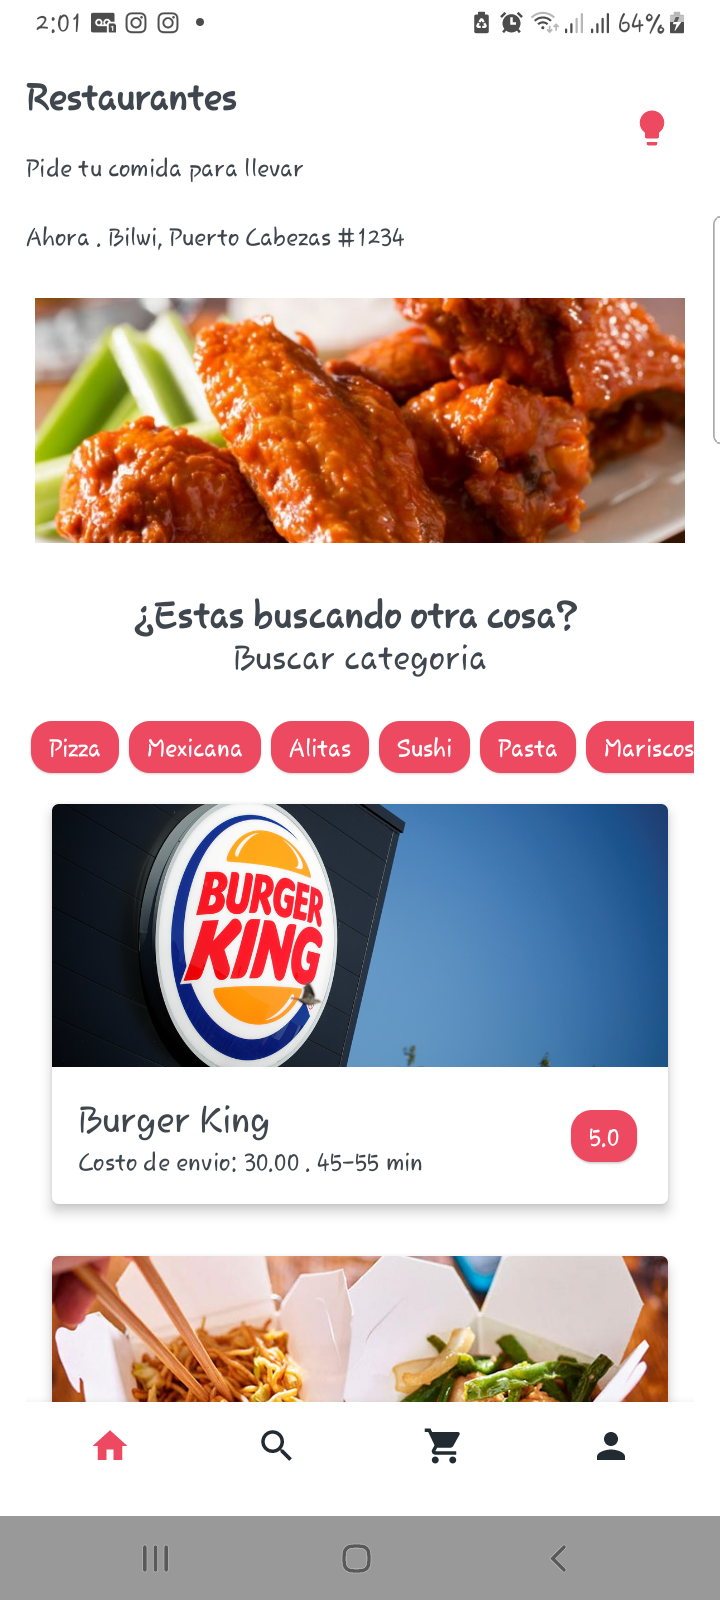 2:01 64%
Restaurantes
Pide tu comida para llevar
Ahora . Bilwi, Puerto Cabezas #1234
¿Estas buscando otra cosa?
Buscar categoria
Pizza Mexicana Alitas Sushi Pasta Mariscos
BURGER
KING
Burger King
5.0
Costo de envio: 30.00 . 45-55 min